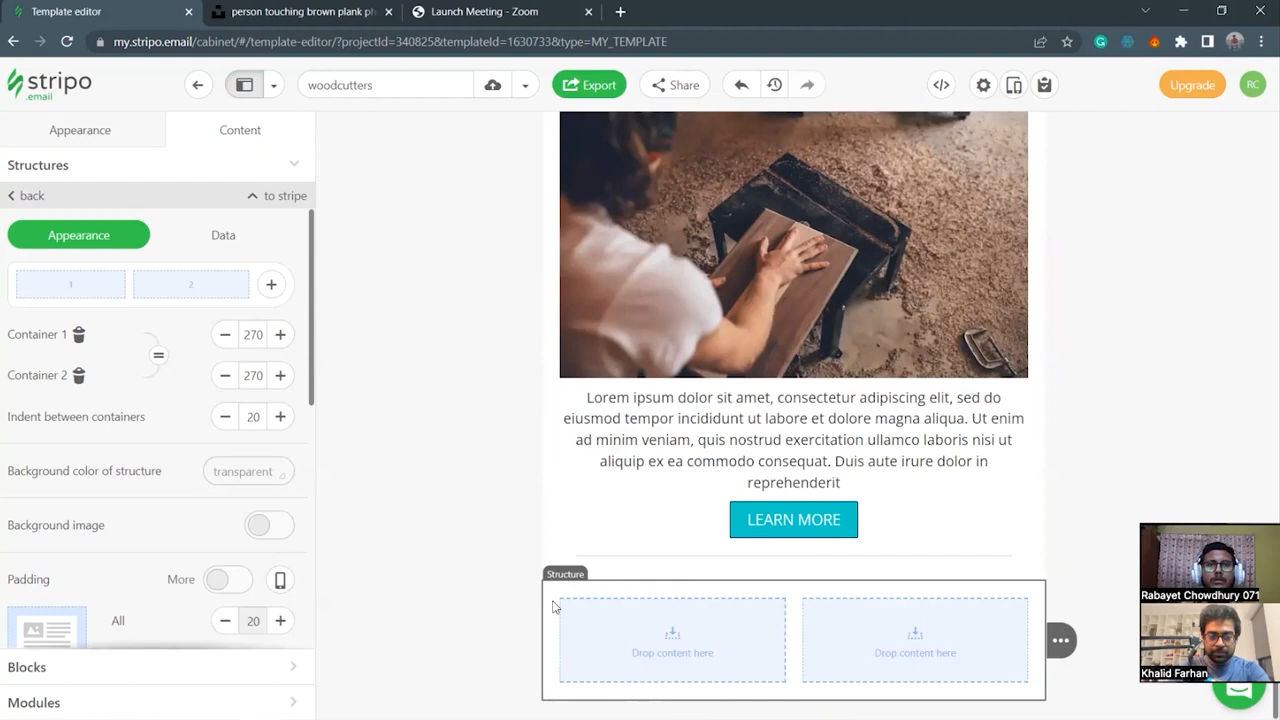 Template editor
person touching brown plank ph
Launch Meeting - Zoom
my.stripo.email/cabinet/#/template-editor/?projectId=340825&templateId=1630733&type=MY_TEMPLATE
stripo
.email
woodcutters
Export
Share
Upgrade
RC
Appearance
Content
Structures
back
to stripe
Appearance
Data
1
2
Container 1
270
Container 2
270
Indent between containers
20
Background color of structure
transparent
Background image
Padding
More
All
20
Blocks
Modules
Lorem ipsum dolor sit amet, consectetur adipiscing elit, sed do
eiusmod tempor incididunt ut labore et dolore magna aliqua. Ut enim
ad minim veniam, quis nostrud exercitation ullamco laboris nisi ut
aliquip ex ea commodo consequat. Duis aute irure dolor in
reprehenderit
LEARN MORE
Structure
Drop content here
Drop content here
Rabayet Chowdhury 071
Khalid Farhan